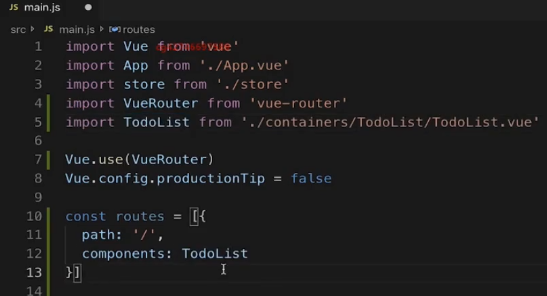 JS main.js
src > JS main.js > routes
1 import Vue from 'vue'
2 import App from './App.vue'
3 import store from './store'
4 import VueRouter from 'vue-router'
5 import TodoList from './containers/TodoList/TodoList.vue'
6
7 Vue.use(VueRouter)
8 Vue.config.productionTip = false
9
10 const routes = [{
11 path: '/',
12 components: TodoList
13 }]
14